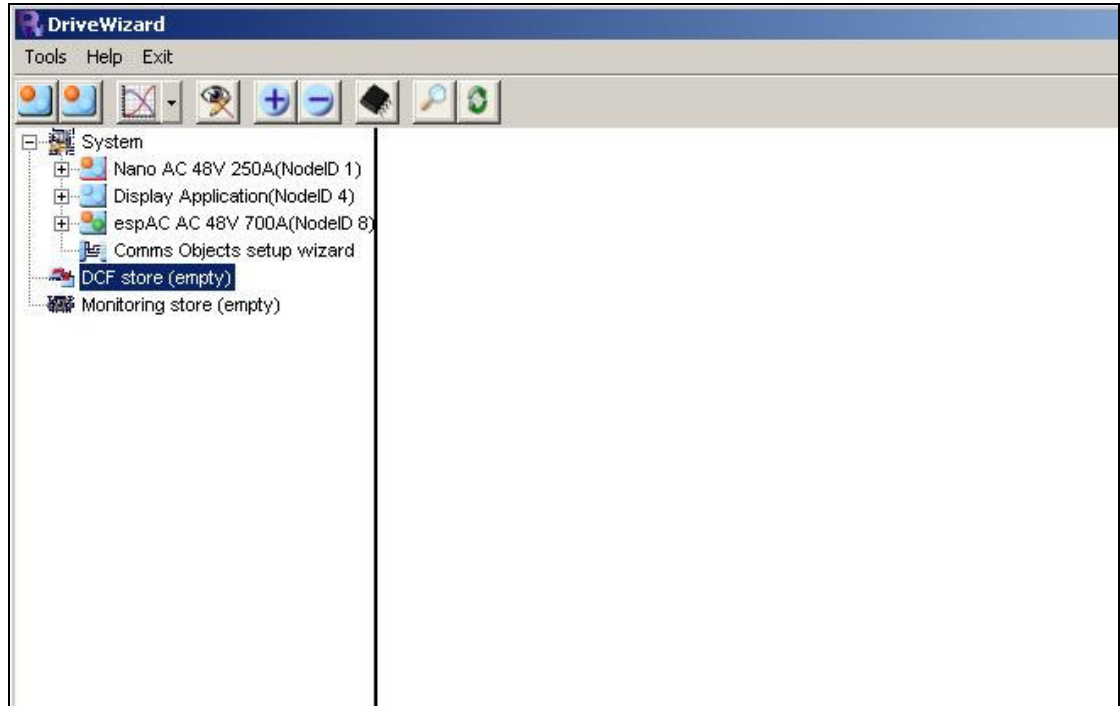 DriveWizard
Tools Help Exit
System
Nano AC 48V 250A(NodeID 1)
Display Application(NodeID 4)
espAC AC 48V 700A(NodeID 8)
Comms Objects setup wizard
DCF store (empty)
Monitoring store (empty)